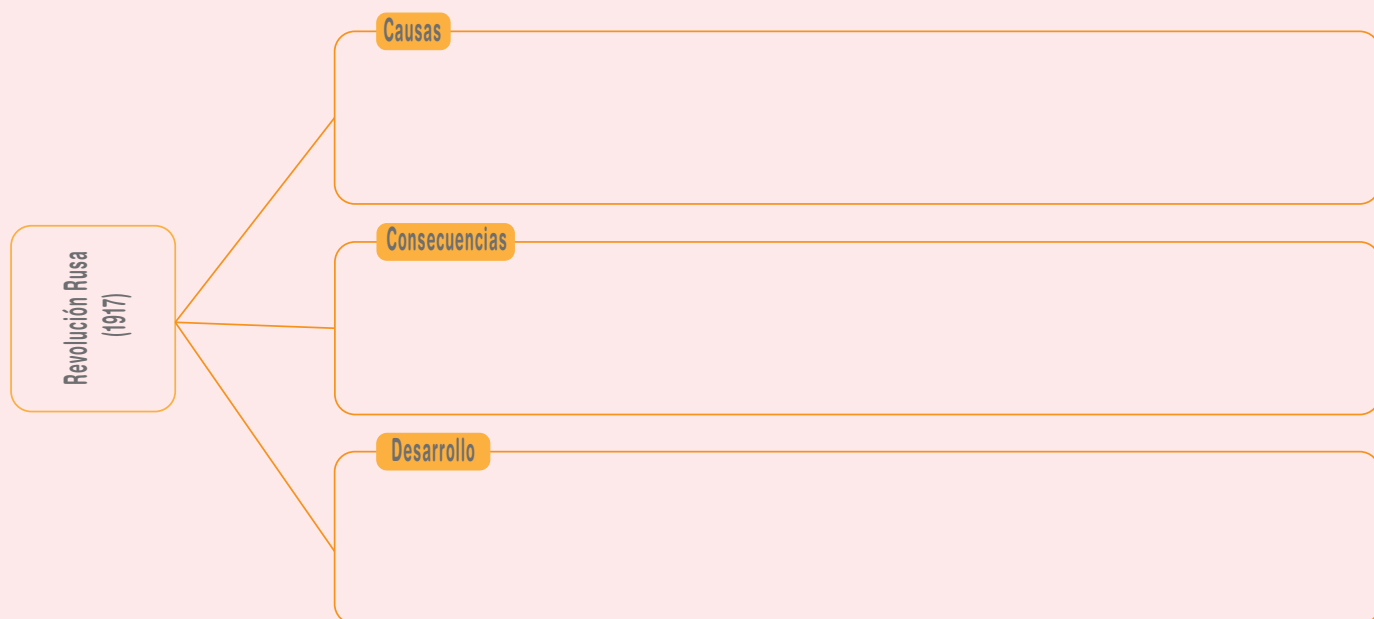 Revolución Rusa
(1917)
Causas
Consecuencias
Desarrollo